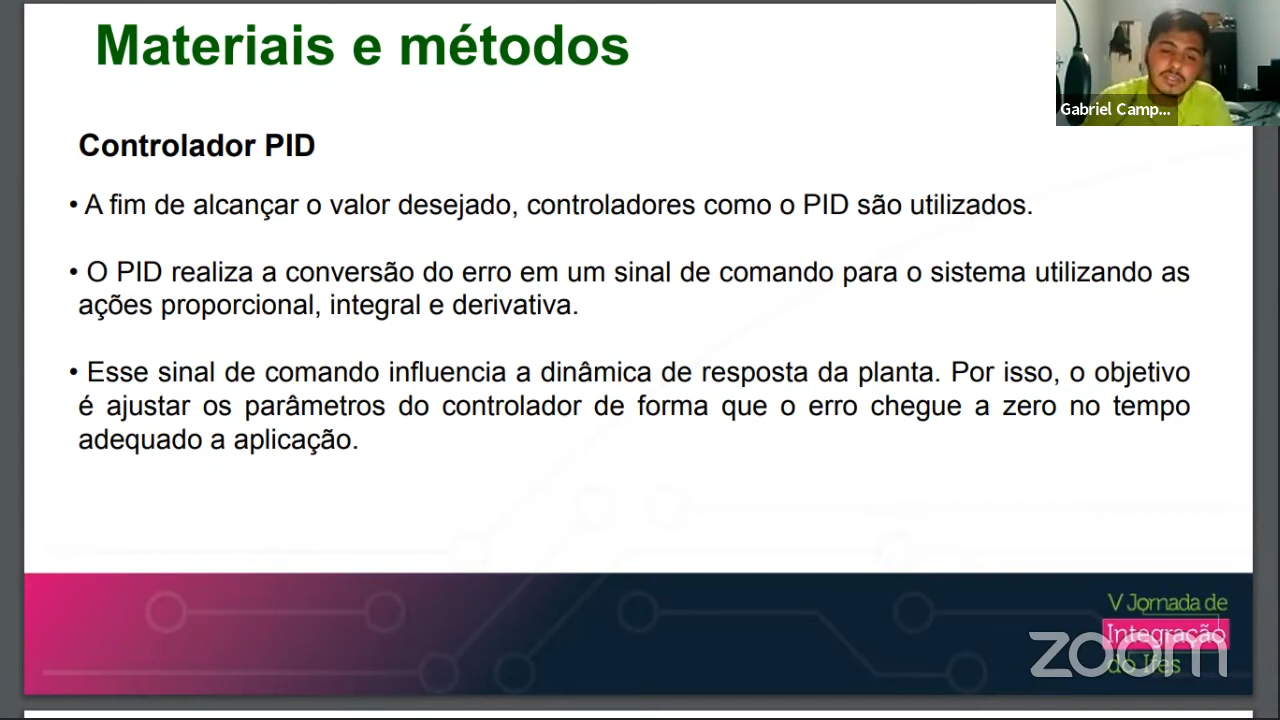 Materiais e métodos
Gabriel Camp...
Controlador PID
• A fim de alcançar o valor desejado, controladores como o PID são utilizados.
• O PID realiza a conversão do erro em um sinal de comando para o sistema utilizando as
ações proporcional, integral e derivativa.
• Esse sinal de comando influencia a dinâmica de resposta da planta. Por isso, o objetivo
é ajustar os parâmetros do controlador de forma que o erro chegue a zero no tempo
adequado a aplicação.
V Jornada de
Integração
do Ifes
zoom